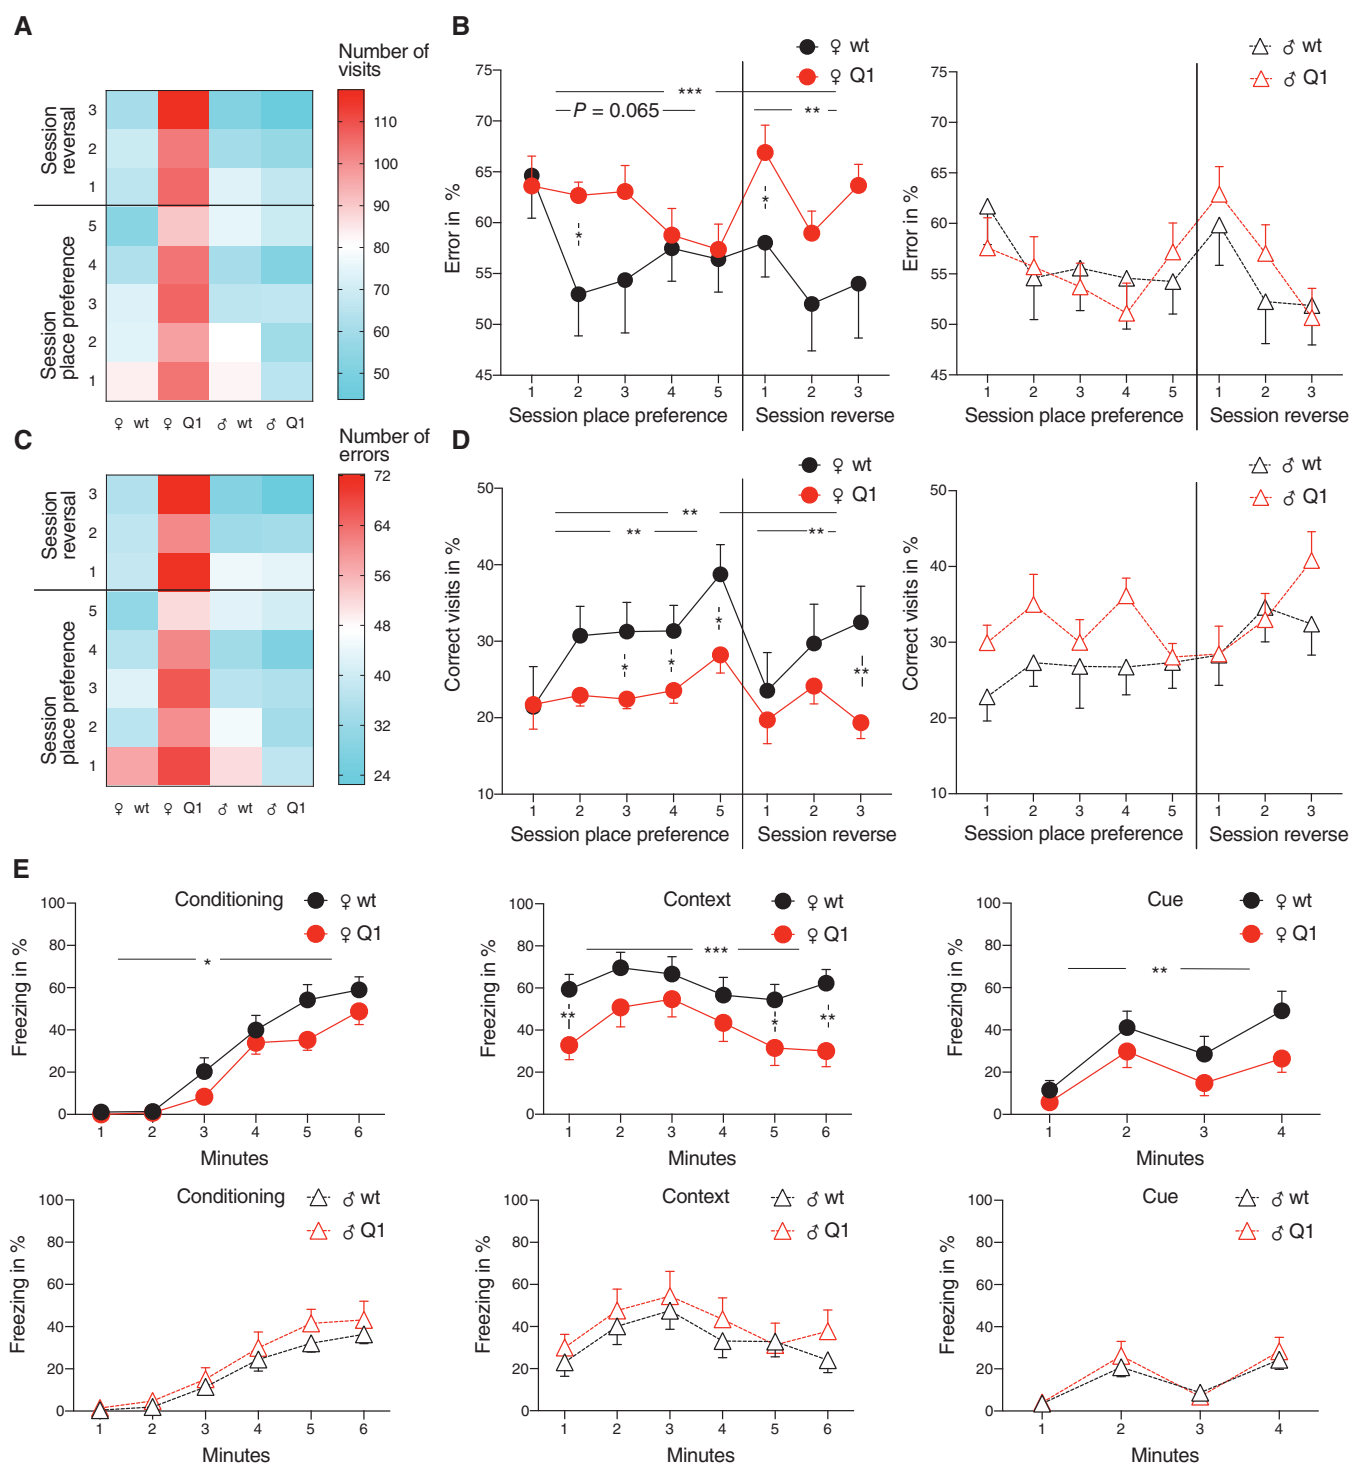 A
Number of
visits
Session
reversal
3
2
1
Session
place preference
5
4
3
2
1
110
100
90
80
70
60
50
♀ wt ♀ Q1 ♂ wt ♂ Q1
B
♀ wt
♀ Q1
Error in %
75
70
65
60
55
50
45
***
P = 0.065
**
*
*
1 2 3 4 5 1 2 3
Session place preference Session reverse
♂ wt
♂ Q1
Error in %
75
70
65
60
55
50
45
1 2 3 4 5 1 2 3
Session place preference Session reverse
C
Number of
errors
Session
reversal
3
2
1
Session
place preference
5
4
3
2
1
72
64
56
48
40
32
24
♀ wt ♀ Q1 ♂ wt ♂ Q1
D
♀ wt
♀ Q1
Correct visits in %
50
40
30
20
10
**
** **
*
*
*
**
1 2 3 4 5 1 2 3
Session place preference Session reverse
♂ wt
♂ Q1
Correct visits in %
50
40
30
20
10
1 2 3 4 5 1 2 3
Session place preference Session reverse
E
Conditioning
♀ wt
♀ Q1
Freezing in %
100
80
60
40
20
0
*
1 2 3 4 5 6
Minutes
Context
♀ wt
♀ Q1
Freezing in %
100
80
60
40
20
0
***
**
*
**
1 2 3 4 5 6
Minutes
Cue
♀ wt
♀ Q1
Freezing in %
100
80
60
40
20
0
**
1 2 3 4
Minutes
Conditioning
♂ wt
♂ Q1
Freezing in %
100
80
60
40
20
0
1 2 3 4 5 6
Minutes
Context
♂ wt
♂ Q1
Freezing in %
100
80
60
40
20
0
1 2 3 4 5 6
Minutes
Cue
♂ wt
♂ Q1
Freezing in %
100
80
60
40
20
0
1 2 3 4
Minutes